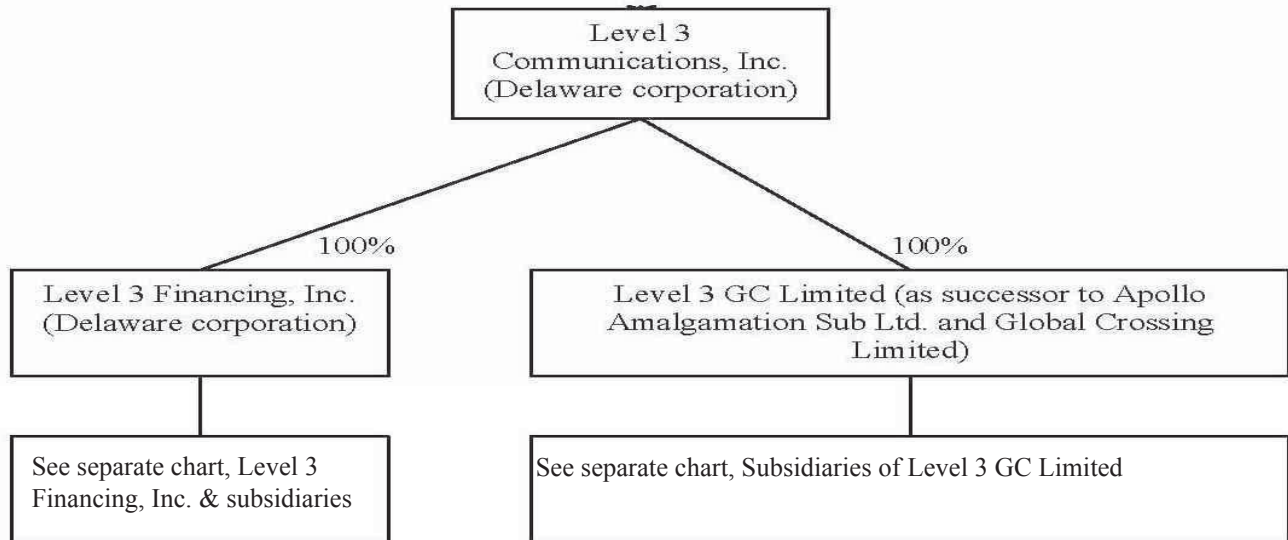 Level 3
Communications, Inc.
(Delaware corporation)
100%
100%
Level 3 Financing, Inc.
(Delaware corporation)
Level 3 GC Limited (as successor to Apollo
Amalgamation Sub Ltd. and Global Crossing
Limited)
See separate chart, Level 3
Financing, Inc. & subsidiaries
See separate chart, Subsidiaries of Level 3 GC Limited